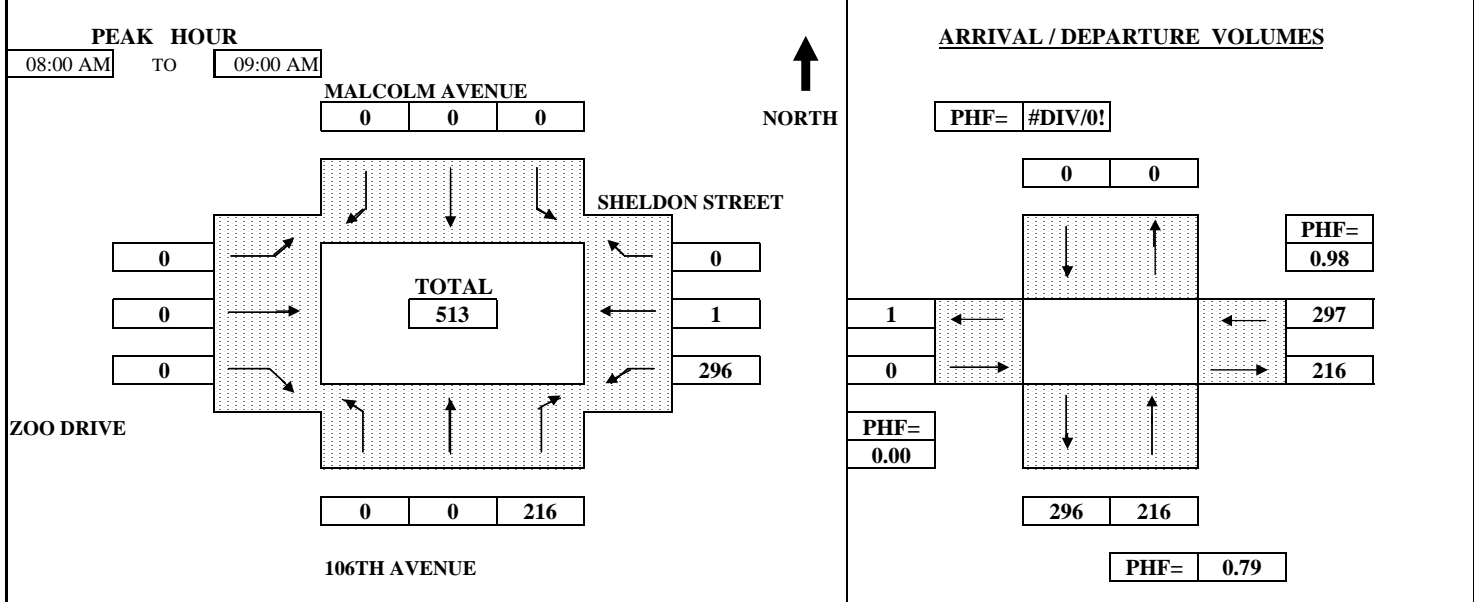 PEAK HOUR
08:00 AM TO 09:00 AM
MALCOLM AVENUE
0 0 0
NORTH
SHELDON STREET
0 0
TOTAL
0 513 1
0 296
ZOO DRIVE
0 0 216
106TH AVENUE
ARRIVAL / DEPARTURE VOLUMES
PHF= #DIV/0!
0 0
PHF=
0.98
1 297
0 216
PHF=
0.00
296 216
PHF= 0.79